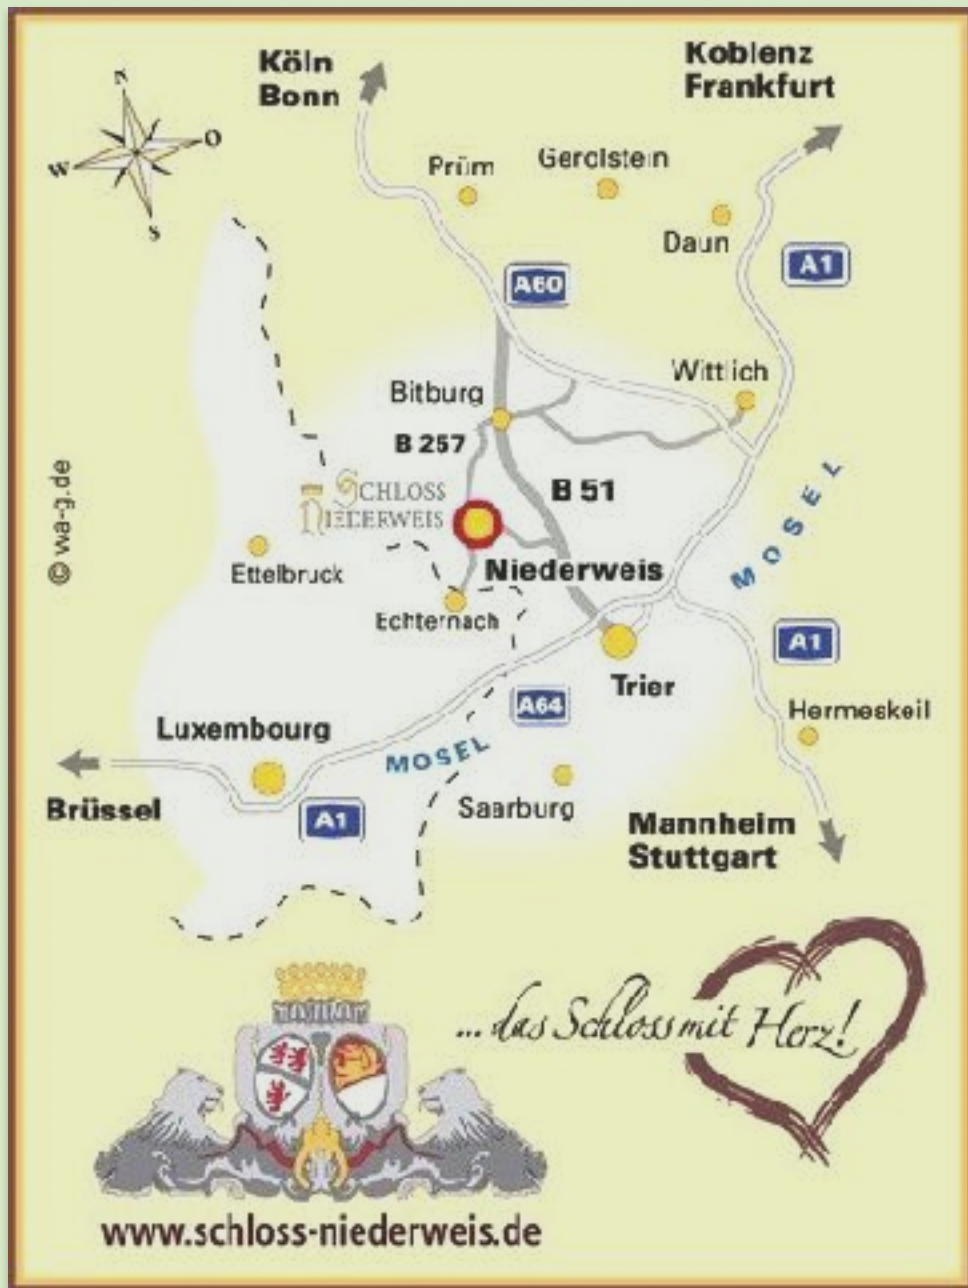 N
O
W
S
Köln
Bonn
Koblenz
Frankfurt
Prüm
Gerolstein
Daun
A1
A60
Wittlich
Bitburg
B 257
B 51
SCHLOSS
NIEDERWEIS
MOSEL
© wa-g.de
Ettelbruck
Niederweis
Echternach
A1
Trier
A64
Hermeskeil
Luxembourg
MOSEL
Brüssel
A1
Saarburg
Mannheim
Stuttgart
... das Schloss mit Herz!
www.schloss-niederweis.de